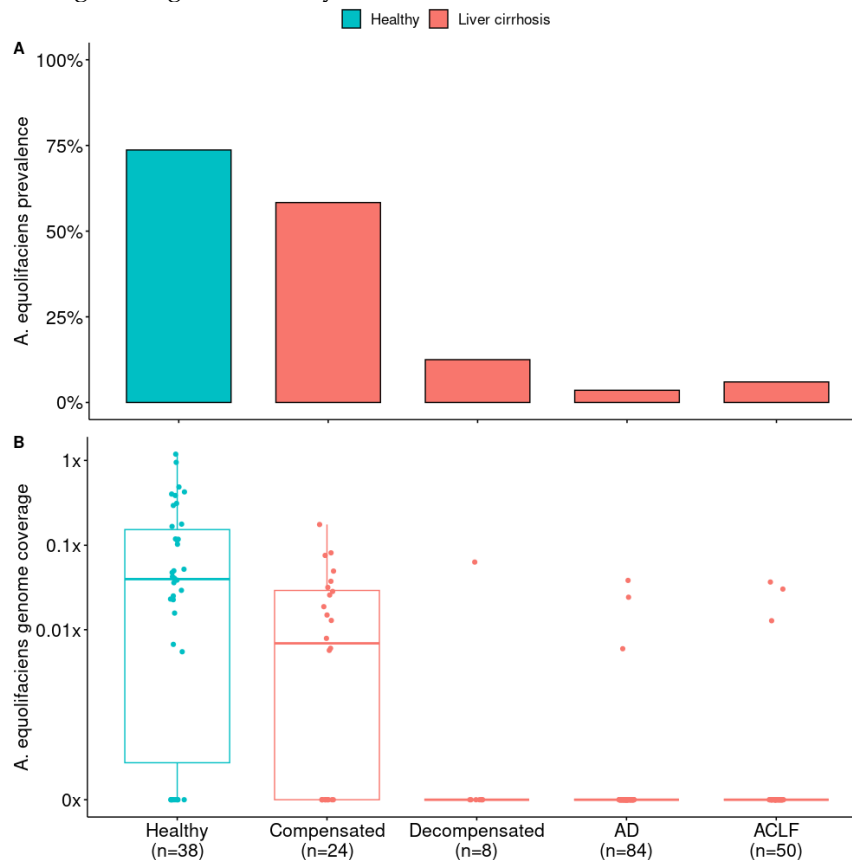 Healthy Liver cirrhosis
A
A. equolifaciens prevalence
100%
75%
50%
25%
0%
B
A. equolifaciens genome coverage
1x
0.1x
0.01x
0x
Healthy Compensated Decompensated AD ACLF
(n=38) (n=24) (n=8) (n=84) (n=50)